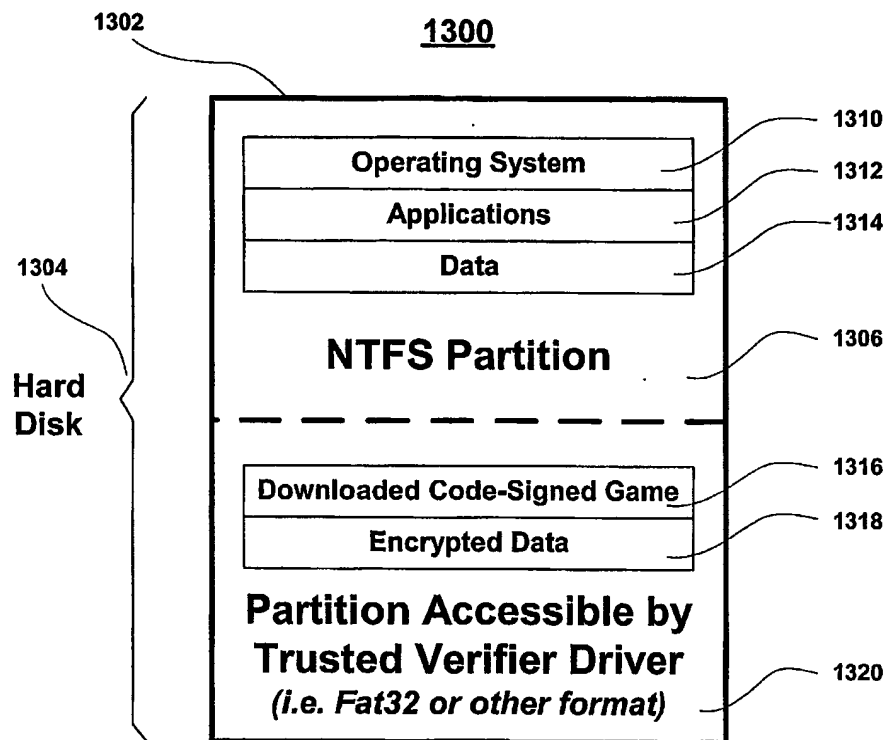 1300
1302
1310
Operating System
1312
Applications
1314
Data
1304
1306
NTFS Partition
Hard
Disk
1316
Downloaded Code-Signed Game
1318
Encrypted Data
Partition Accessible by
Trusted Verifier Driver
1320
(i.e. Fat32 or other format)